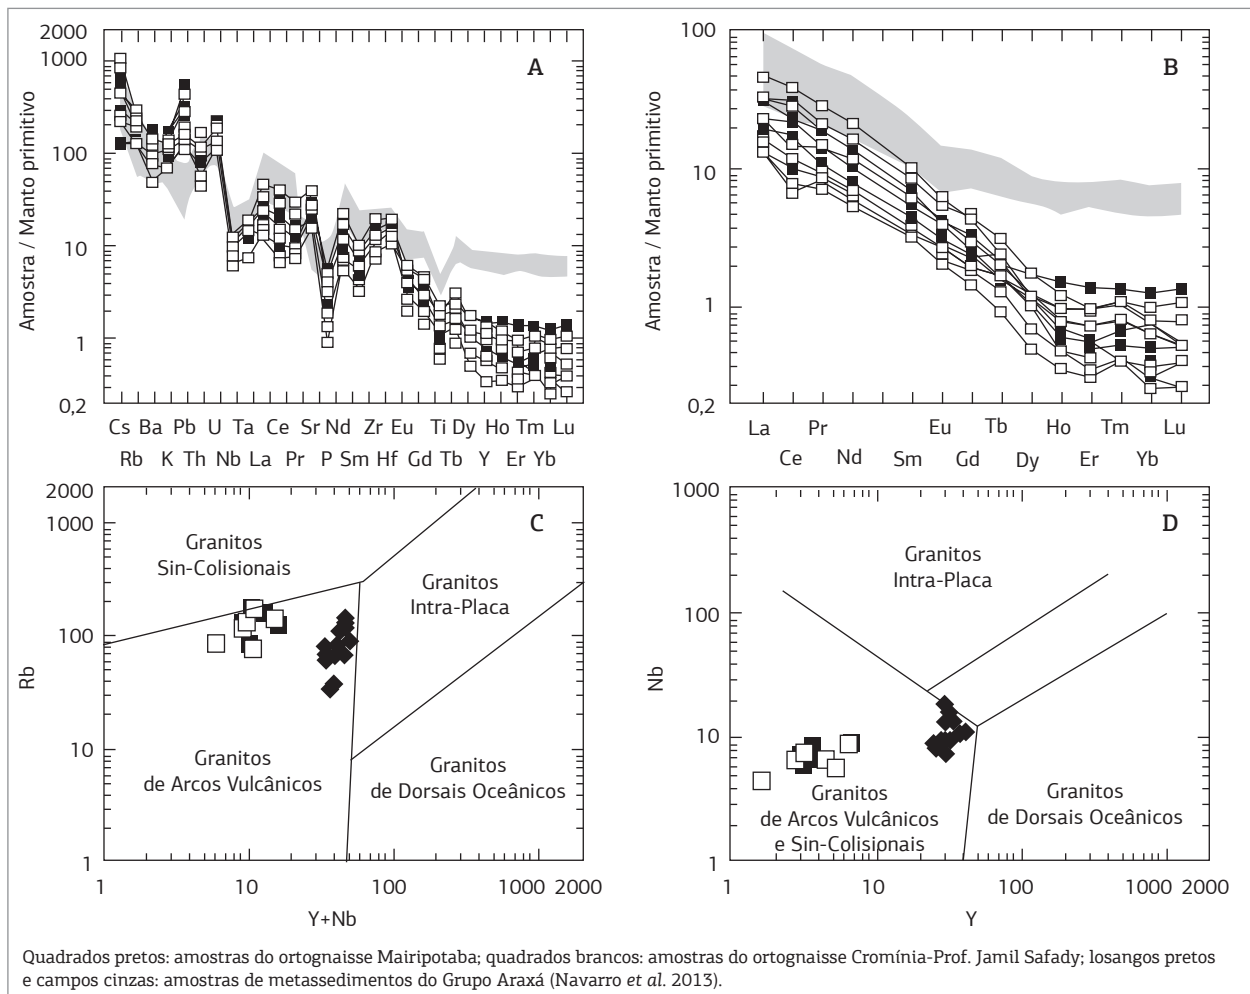 2000
1000
100
10
1
0,2
Amostra / Manto primitivo
A
Cs Ba Pb U Ta Ce Sr Nd Zr Eu Ti Dy Ho Tm Lu
Rb K Th Nb La Pr P Sm Hf Gd Tb Y Er Yb
100
10
1
0,2
Amostra / Manto primitivo
B
La Pr Eu Tb Ho Tm Lu
Ce Nd Sm Gd Dy Er Yb
2000
1000
100
10
1
Rb
C
Granitos
Sin-Colisionais
Granitos
Intra-Placa
Granitos
de Arcos Vulcânicos
Granitos
de Dorsais Oceânicos
1 10 100 1000 2000
Y+Nb
1000
100
10
1
Nb
D
Granitos
Intra-Placa
Granitos
de Arcos Vulcânicos
e Sin-Colisionais
Granitos
de Dorsais Oceânicos
1 10 100 1000 2000
Y
Quadrados pretos: amostras do ortognaisse Mairipotaba; quadrados brancos: amostras do ortognaisse Cromínia-Prof. Jamil Safady; losangos pretos
e campos cinzas: amostras de metassedimentos do Grupo Araxá (Navarro et al. 2013).